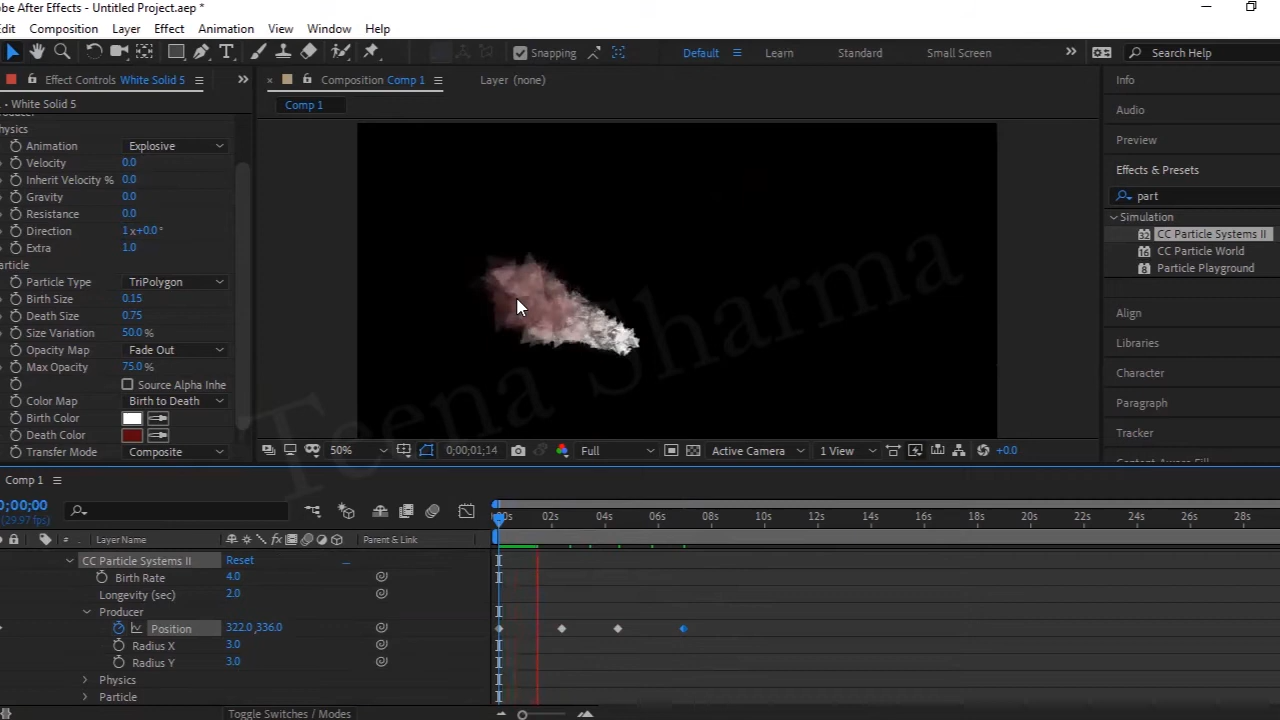 obe After Effects - Untitled Project.aep *
Edit Composition Layer Effect Animation View Window Help
Snapping Default Learn Standard Small Screen Search Help
Effect Controls White Solid 5
Composition Comp 1 Layer (none)
Info
• White Solid 5
Comp 1
Audio
hysics
Animation Explosive
Preview
Velocity 0.0
Effects & Presets
Inherit Velocity % 0.0
part
Gravity 0.0
Simulation
Resistance 0.0
32 CC Particle Systems II
Direction 1 x+0.0 °
16 CC Particle World
Extra 1.0
article
8 Particle Playground
Particle Type TriPolygon
Birth Size 0.15
Death Size 0.75
Align
Size Variation 50.0 %
Libraries
Opacity Map Fade Out
Max Opacity 75.0 %
Character
Source Alpha Inhe
Color Map Birth to Death
Paragraph
Birth Color
Death Color
Tracker
Transfer Mode Composite
50% 0;00;01;14 Full Active Camera 1 View +0.0
Teena Sharma
Comp 1
0;00;00
(29.97 fps)
00s 02s 04s 06s 08s 10s 12s 14s 16s 18s 20s 22s 24s 26s 28s
# Layer Name fx Parent & Link
CC Particle Systems II Reset
Birth Rate 4.0
Longevity (sec) 2.0
Producer
Position 322.0,336.0
Radius X 3.0
Radius Y 3.0
Physics
Particle
Toggle Switches / Modes